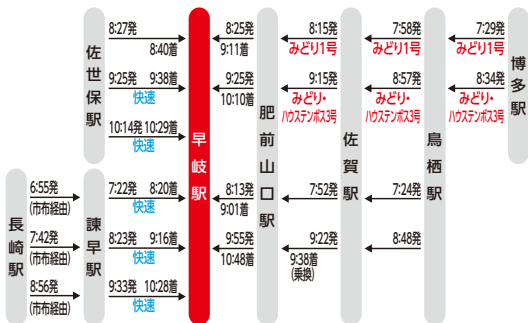 佐世保駅
早岐駅
肥前山口駅
佐賀駅
鳥栖駅
博多駅
長崎駅
諫早駅
8:27発
8:40着
8:25発
9:11着
8:15発
みどり1号
7:58発
みどり1号
7:29発
みどり1号
9:25発 9:38着
快速
9:25発
10:10着
9:15発
みどり・
ハウステンボス3号
8:57発
みどり・
ハウステンボス3号
8:34発
みどり・
ハウステンボス3号
10:14発 10:29着
快速
6:55発
(市布経由)
7:22発 8:20着
快速
8:13発
9:01着
7:52発
7:24発
7:42発
(市布経由)
8:23発 9:16着
快速
9:55発
10:48着
9:22発
9:38着
(乗換)
8:48発
8:56発
(市布経由)
9:33発 10:28着
快速